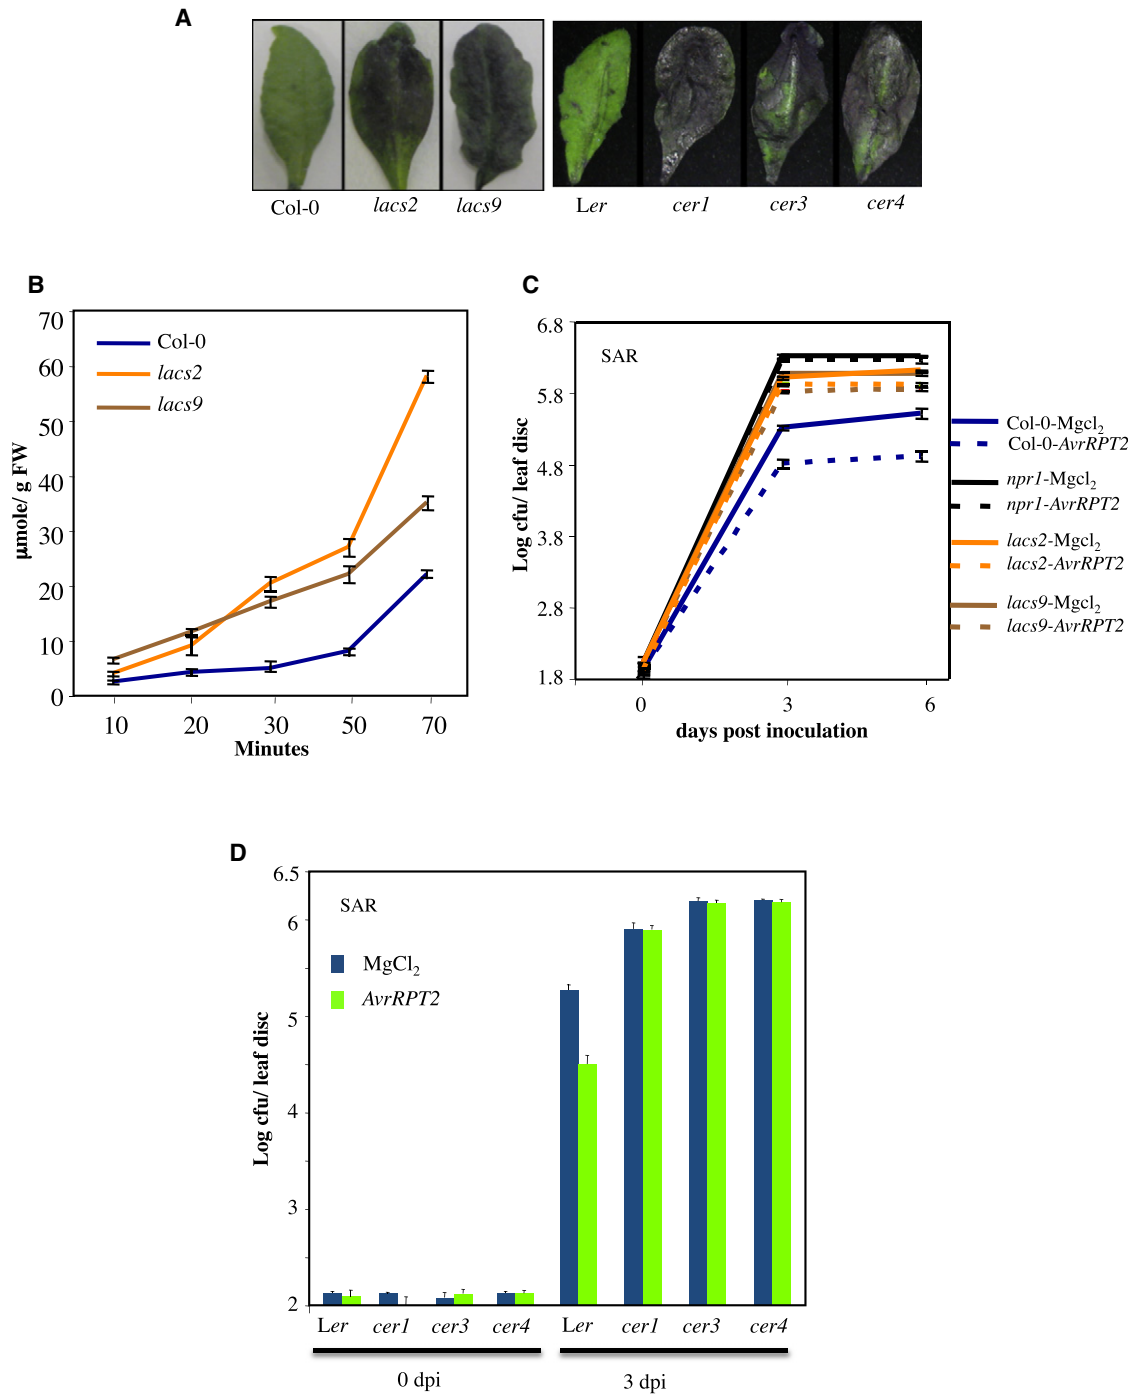 A
Col-0 lacs2 lacs9 Ler cer1 cer3 cer4
B
70
60
50
40
30
20
10
0
µmole/ g FW
Col-0
lacs2
lacs9
10 20 30 50 70
Minutes
C
6.8
5.8
4.8
3.8
2.8
1.8
Log cfu/ leaf disc
SAR
0 3 6
days post inoculation
Col-0-Mgcl2
Col-0-AvrRPT2
npr1-Mgcl2
npr1-AvrRPT2
lacs2-Mgcl2
lacs2-AvrRPT2
lacs9-Mgcl2
lacs9-AvrRPT2
D
6.5
6
5
4
3
2
Log cfu/ leaf disc
SAR
MgCl2
AvrRPT2
Ler cer1 cer3 cer4 Ler cer1 cer3 cer4
0 dpi 3 dpi